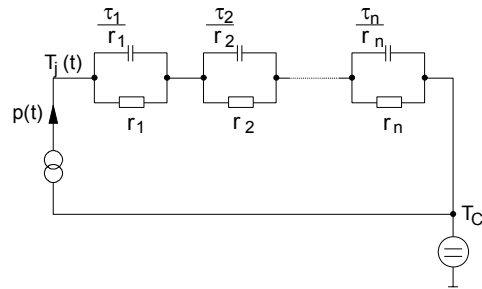 τ1 τ2 τn
r1 r2 rn
Tj (t)
r1 r2 rn
p(t)
TC